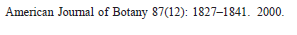 American Journal of Botany 87(12): 1827–1841. 2000.